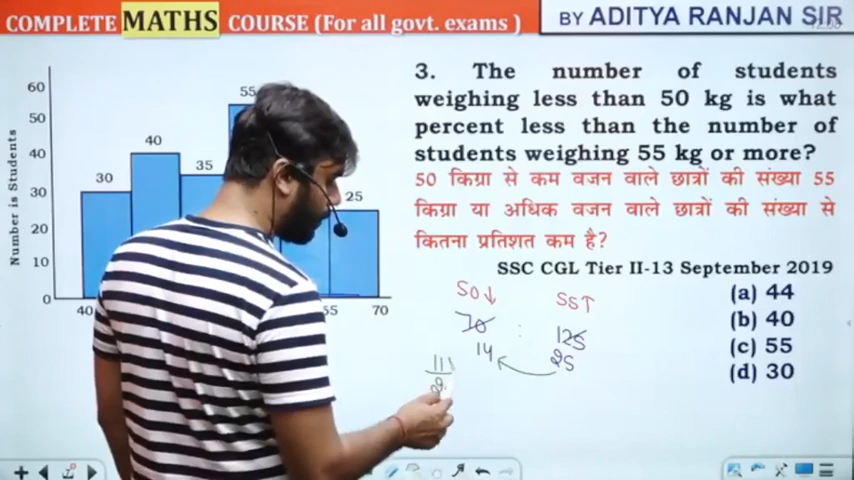 COMPLETE MATHS COURSE (For all govt. exams)
BY ADITYA RANJAN SIR
Number is Students
60
50
40
30
20
10
0
30
40
35
55
25
40
55
70
3. The number of students
weighing less than 50 kg is what
percent less than the number of
students weighing 55 kg or more?
50 किग्रा से कम वजन वाले छात्रों की संख्या 55
किग्रा या अधिक वजन वाले छात्रों की संख्या से
कितना प्रतिशत कम है?
SSC CGL Tier II-13 September 2019
50↓ 55↑
70 : 125
14 25
11
(a) 44
(b) 40
(c) 55
(d) 30